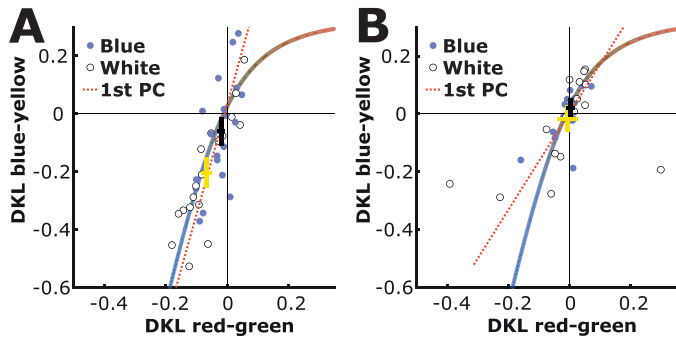 A
B
Blue
White
1st PC
Blue
White
1st PC
DKL blue-yellow
0.2
0
-0.2
-0.4
-0.6
-0.4
-0.2
0
0.2
DKL red-green
DKL blue-yellow
0.2
0
-0.2
-0.4
-0.6
-0.4
-0.2
0
0.2
DKL red-green